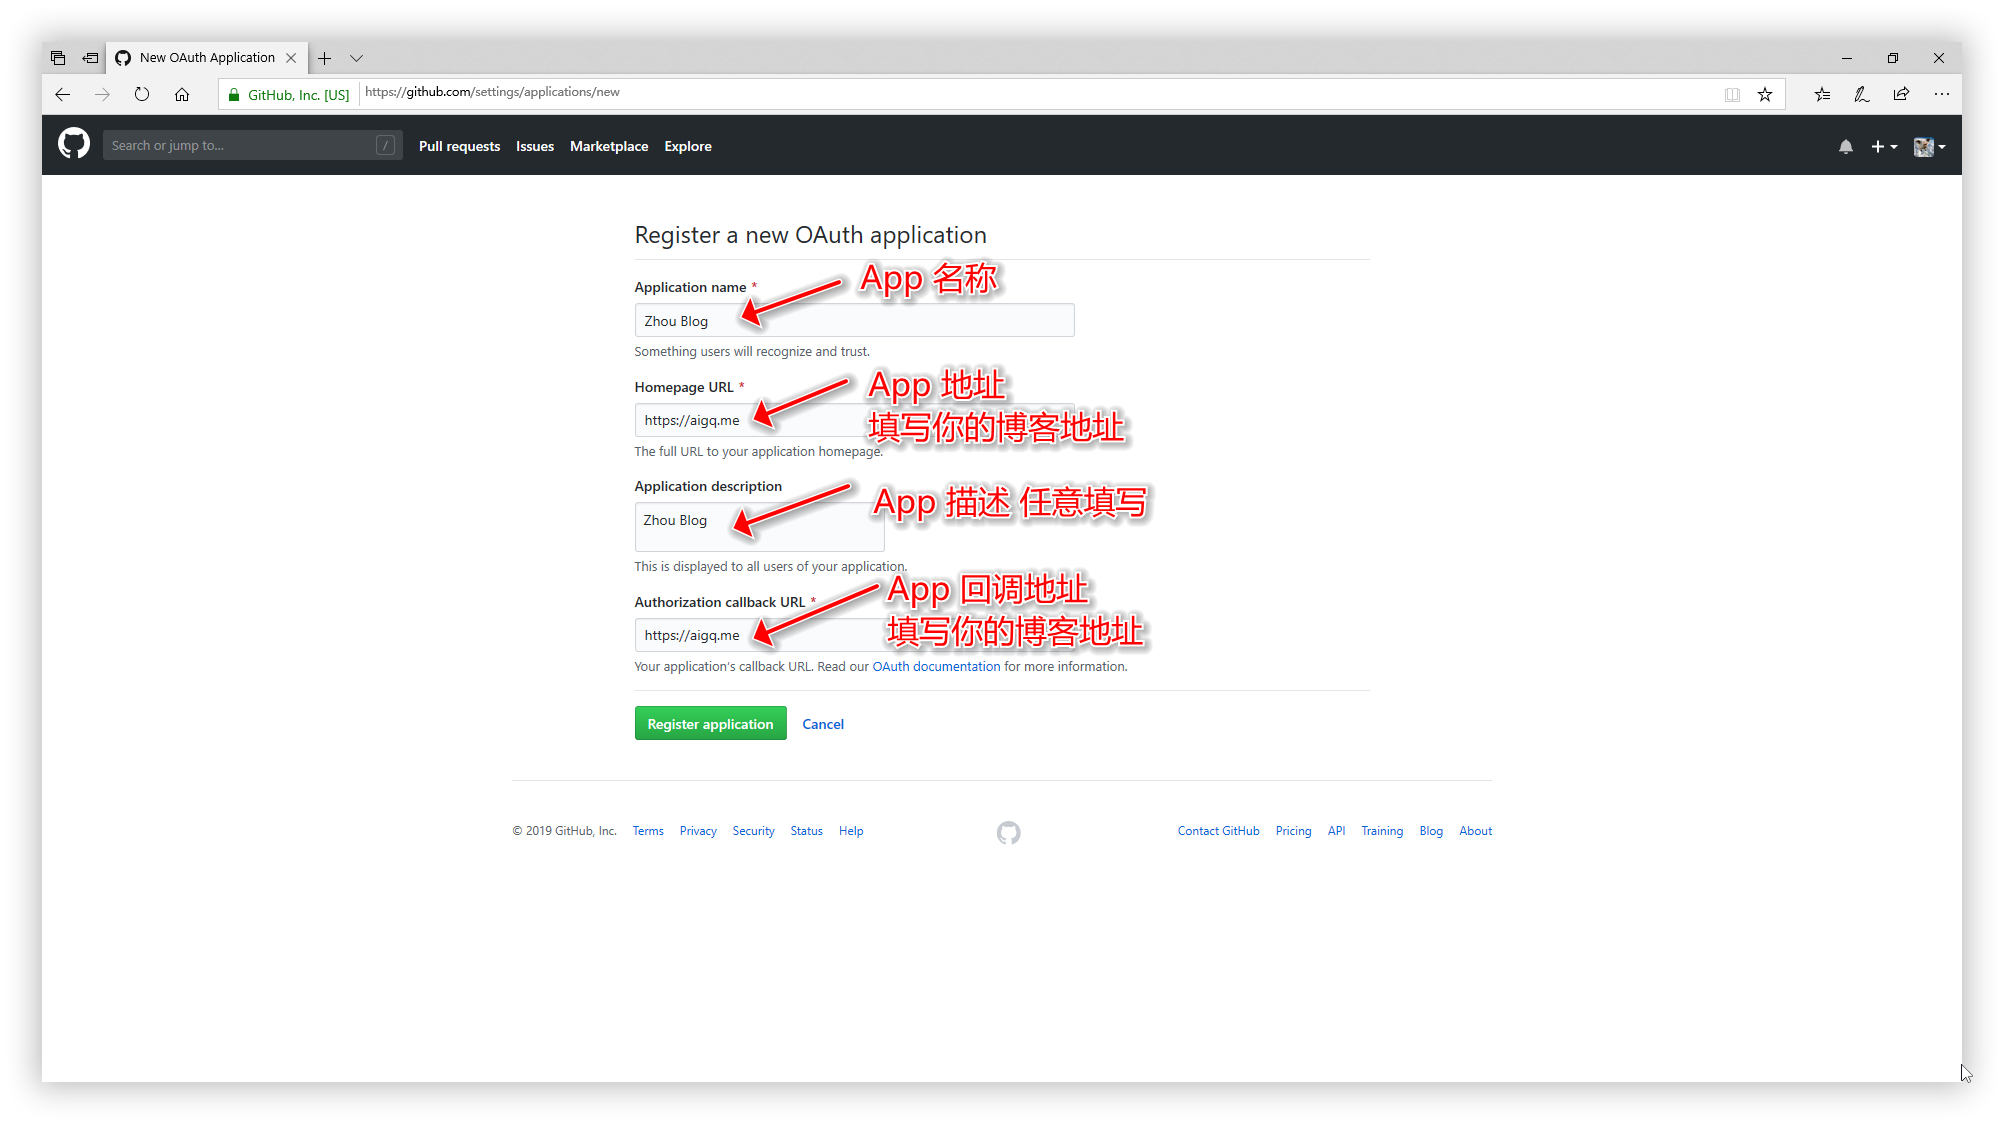 New OAuth Application
GitHub, Inc. [US]
https://github.com/settings/applications/new
Search or jump to...
/
Pull requests
Issues
Marketplace
Explore
Register a new OAuth application
App 名称
Application name *
Zhou Blog
Something users will recognize and trust.
App 地址
填写你的博客地址
Homepage URL *
https://aigq.me
The full URL to your application homepage.
Application description
App 描述 任意填写
Zhou Blog
This is displayed to all users of your application.
App 回调地址
填写你的博客地址
Authorization callback URL *
https://aigq.me
Your application's callback URL. Read our OAuth documentation for more information.
Register application
Cancel
© 2019 GitHub, Inc.
Terms
Privacy
Security
Status
Help
Contact GitHub
Pricing
API
Training
Blog
About